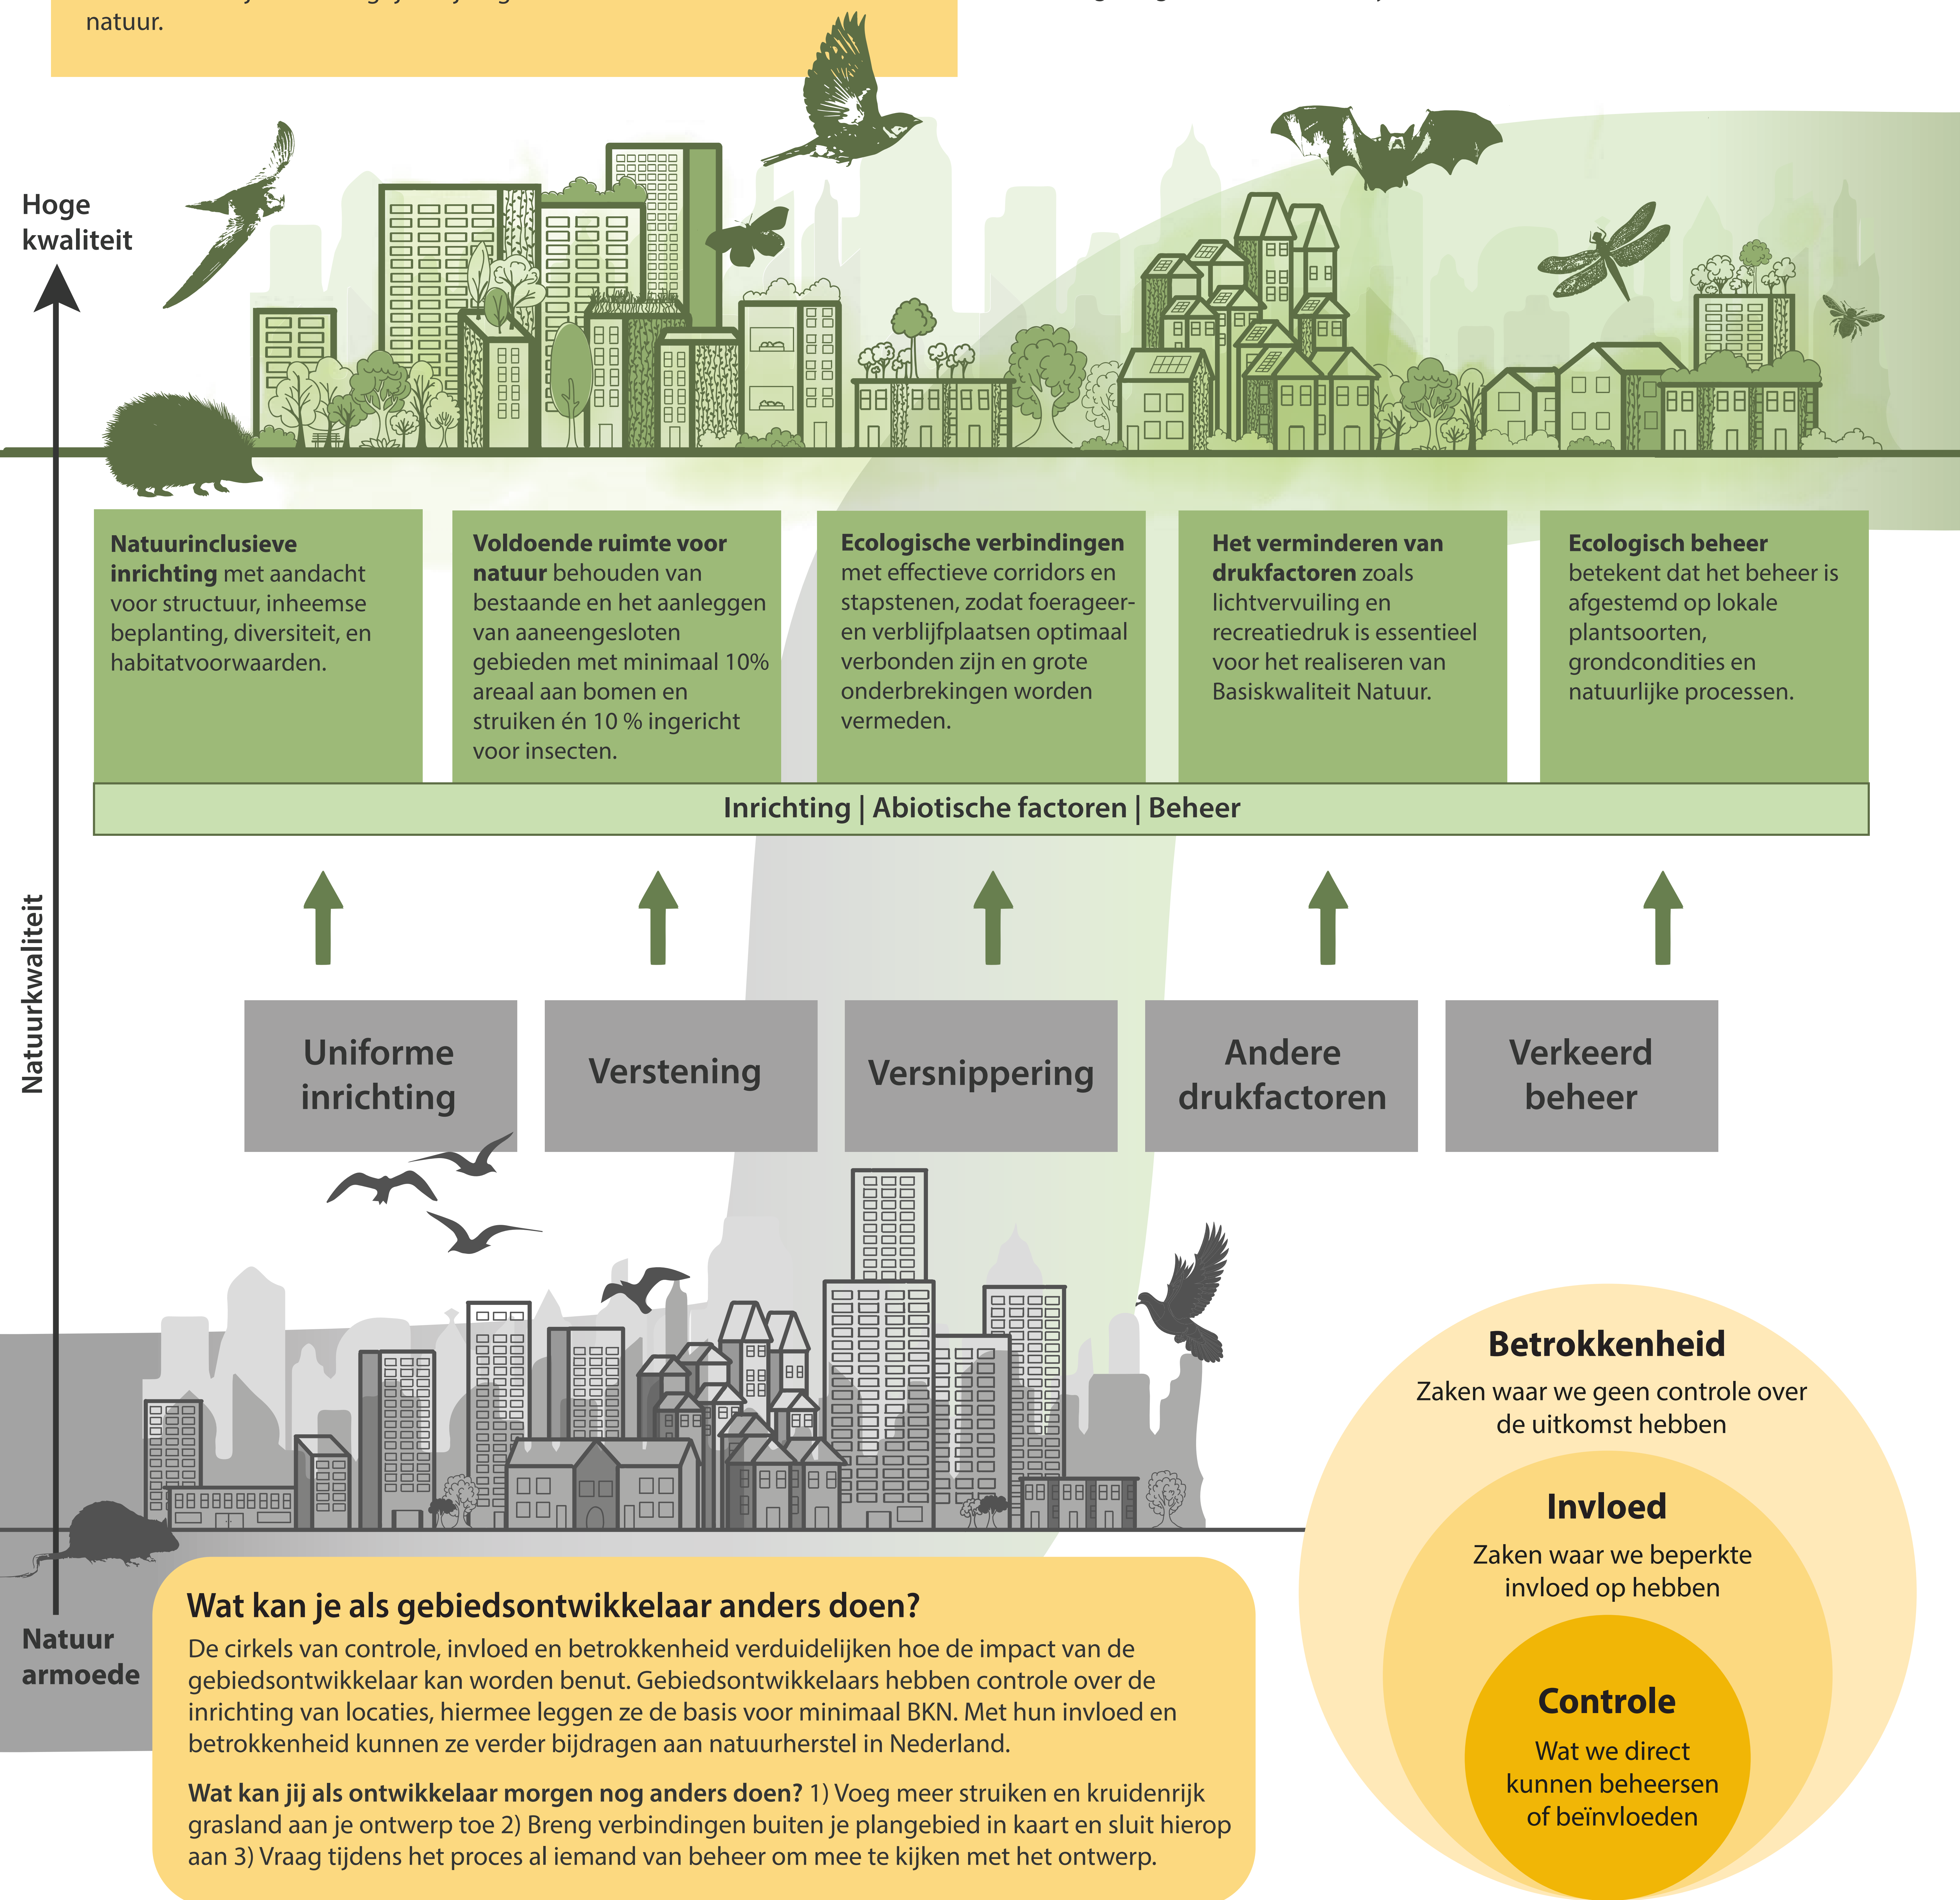 natuur.
Hoge
kwaliteit
Natuurinclusieve
inrichting met aandacht
voor structuur, inheemse
beplanting, diversiteit, en
habitatvoorwaarden.
Voldoende ruimte voor
natuur behouden van
bestaande en het aanleggen
van aaneengesloten
gebieden met minimaal 10%
areaal aan bomen en
struiken én 10 % ingericht
voor insecten.
Ecologische verbindingen
met effectieve corridors en
stapstenen, zodat foerageer-
en verblijfplaatsen optimaal
verbonden zijn en grote
onderbrekingen worden
vermeden.
Het verminderen van
drukfactoren zoals
lichtvervuiling en
recreatiedruk is essentieel
voor het realiseren van
Basiskwaliteit Natuur.
Ecologisch beheer
betekent dat het beheer is
afgestemd op lokale
plantsoorten,
grondcondities en
natuurlijke processen.
Inrichting | Abiotische factoren | Beheer
Natuurkwaliteit
Uniforme
inrichting
Verstening
Versnippering
Andere
drukfactoren
Verkeerd
beheer
Betrokkenheid
Zaken waar we geen controle over
de uitkomst hebben
Invloed
Zaken waar we beperkte
invloed op hebben
Controle
Wat we direct
kunnen beheersen
of beïnvloeden
Natuur
armoede
Wat kan je als gebiedsontwikkelaar anders doen?
De cirkels van controle, invloed en betrokkenheid verduidelijken hoe de impact van de
gebiedsontwikkelaar kan worden benut. Gebiedsontwikkelaars hebben controle over de
inrichting van locaties, hiermee leggen ze de basis voor minimaal BKN. Met hun invloed en
betrokkenheid kunnen ze verder bijdragen aan natuurherstel in Nederland.
Wat kan jij als ontwikkelaar morgen nog anders doen? 1) Voeg meer struiken en kruidenrijk
grasland aan je ontwerp toe 2) Breng verbindingen buiten je plangebied in kaart en sluit hierop
aan 3) Vraag tijdens het proces al iemand van beheer om mee te kijken met het ontwerp.